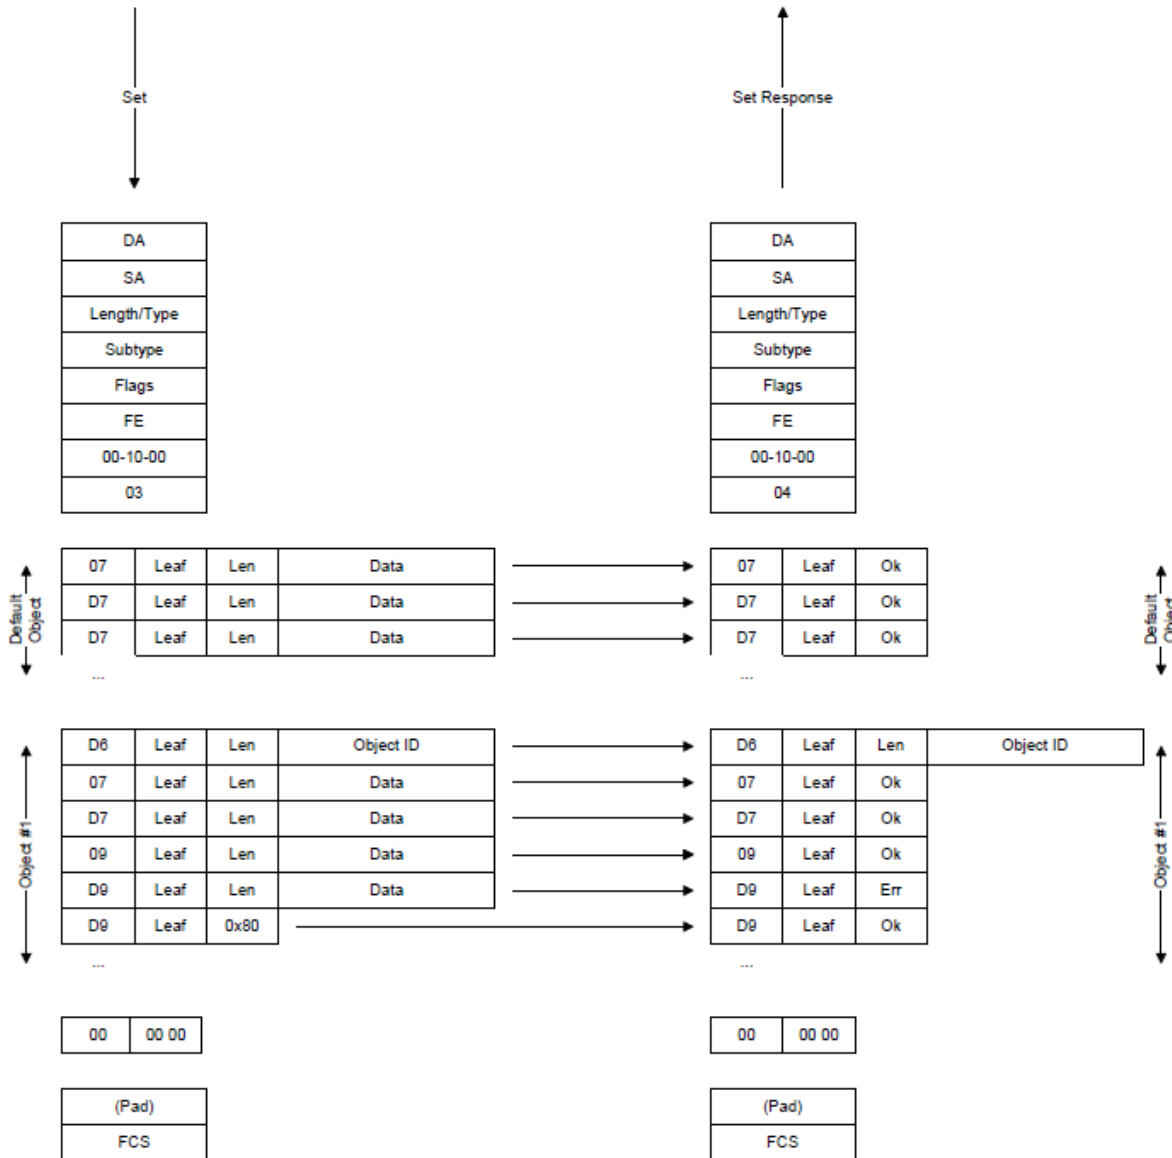 Set Set Response
DA DA
SA SA
Length/Type Length/Type
Subtype Subtype
Flags Flags
FE FE
00-10-00 00-10-00
03 04
Default Object
07 Leaf Len Data 07 Leaf Ok
D7 Leaf Len Data D7 Leaf Ok
D7 Leaf Len Data D7 Leaf Ok
... ...
Default Object
Object #1
D6 Leaf Len Object ID D6 Leaf Len Object ID
07 Leaf Len Data 07 Leaf Ok
D7 Leaf Len Data D7 Leaf Ok
09 Leaf Len Data 09 Leaf Ok
D9 Leaf Len Data D9 Leaf Err
D9 Leaf 0x80 D9 Leaf Ok
... ...
Object #1
00 00 00 00 00 00
(Pad) (Pad)
FCS FCS